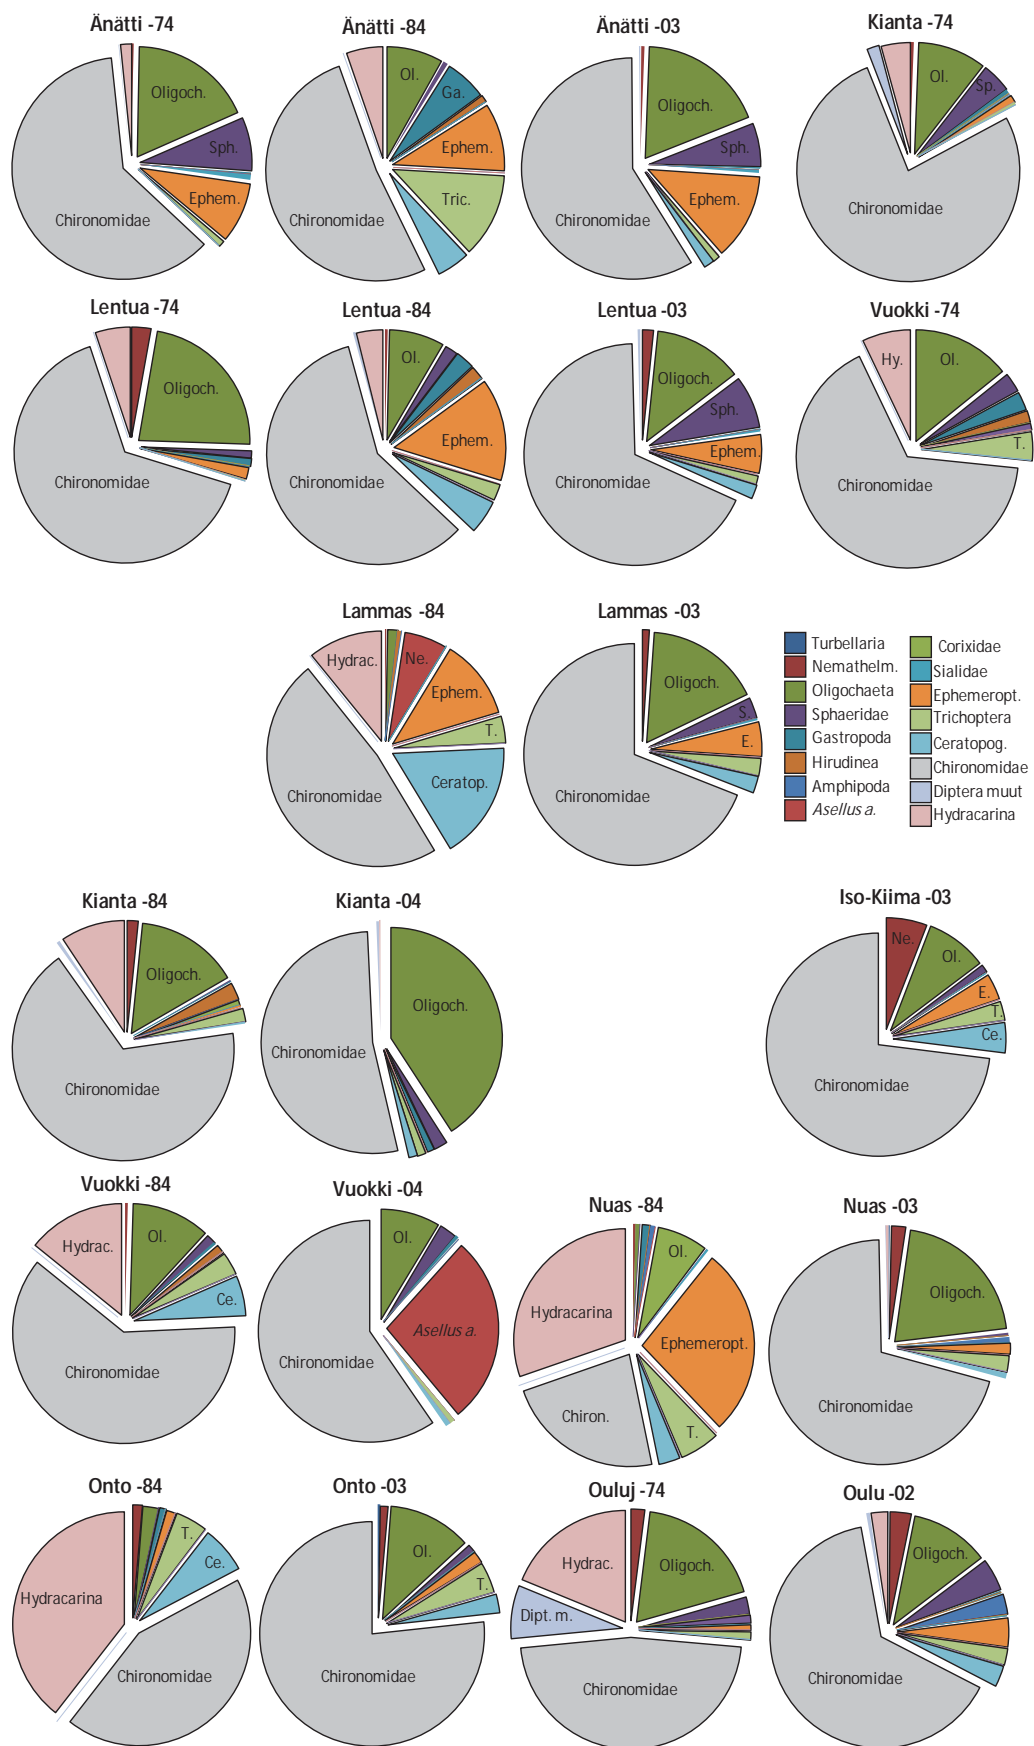 Änätti -74
Änätti -84
Änätti -03
Kianta -74
Oligoch.
Sph.
Ephem.
Chironomidae
Ol.
Ga.
Ephem.
Tric.
Chironomidae
Oligoch.
Sph.
Ephem.
Chironomidae
Ol.
Sp.
Chironomidae
Lentua -74
Lentua -84
Lentua -03
Vuokki -74
Oligoch.
Chironomidae
Ol.
Ephem.
Chironomidae
Oligoch.
Sph.
Ephem.
Chironomidae
Hy.
Ol.
T.
Chironomidae
Lammas -84
Lammas -03
Hydrac.
Ne.
Ephem.
T.
Ceratop.
Chironomidae
Oligoch.
S.
E.
Chironomidae
Turbellaria
Nemathelm.
Oligochaeta
Sphaeridae
Gastropoda
Hirudinea
Amphipoda
Asellus a.
Corixidae
Sialidae
Ephemeropt.
Trichoptera
Ceratopog.
Chironomidae
Diptera muut
Hydracarina
Kianta -84
Kianta -04
Iso-Kiima -03
Oligoch.
Chironomidae
Oligoch.
Chironomidae
Ne.
Ol.
E.
T.
Ce.
Chironomidae
Vuokki -84
Vuokki -04
Nuas -84
Nuas -03
Hydrac.
Ol.
Ce.
Chironomidae
Ol.
Asellus a.
Chironomidae
Ol.
Hydracarina
Ephemeropt.
Chiron.
T.
Oligoch.
Chironomidae
Onto -84
Onto -03
Ouluj -74
Oulu -02
T.
Ce.
Hydracarina
Chironomidae
Ol.
T.
Chironomidae
Hydrac.
Oligoch.
Dipt. m.
Chironomidae
Oligoch.
Chironomidae